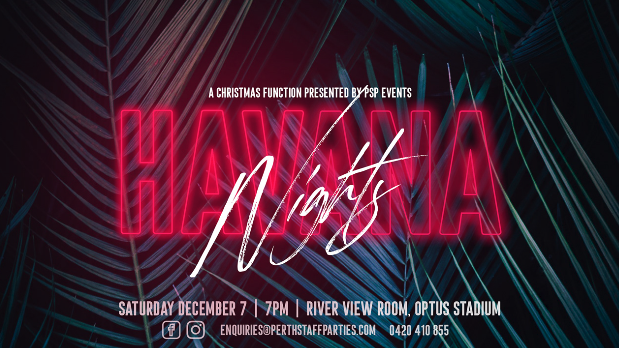 A CHRISTMAS FUNCTION PRESENTED BY PSP EVENTS
HAVANA
Nights
SATURDAY DECEMBER 7 | 7PM | RIVER VIEW ROOM, OPTUS STADIUM
ENQUIRIES@PERTHSTAFFPARTIES.COM 0420 410 855